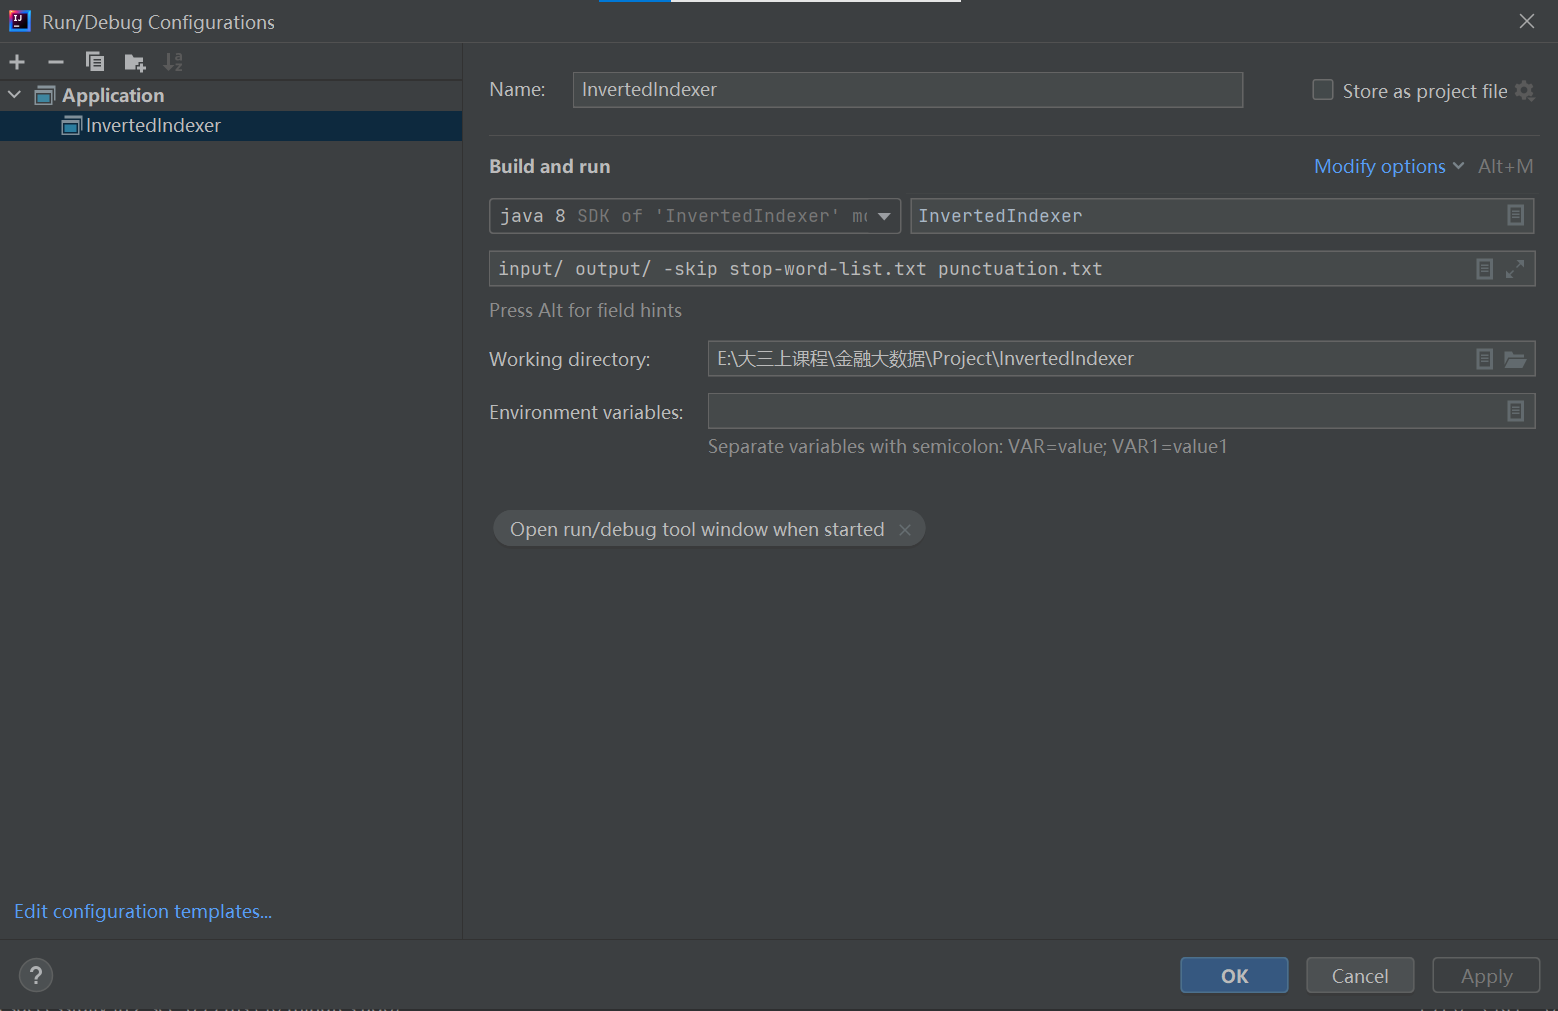 Run/Debug Configurations
Application
InvertedIndexer
Name: InvertedIndexer Store as project file
Build and run Modify options Alt+M
java 8 SDK of 'InvertedIndexer' InvertedIndexer
input/ output/ -skip stop-word-list.txt punctuation.txt
Press Alt for field hints
Working directory: E:\大三上课程\金融大数据\Project\InvertedIndexer
Environment variables:
Separate variables with semicolon: VAR=value; VAR1=value1
Open run/debug tool window when started
Edit configuration templates...
? OK Cancel Apply